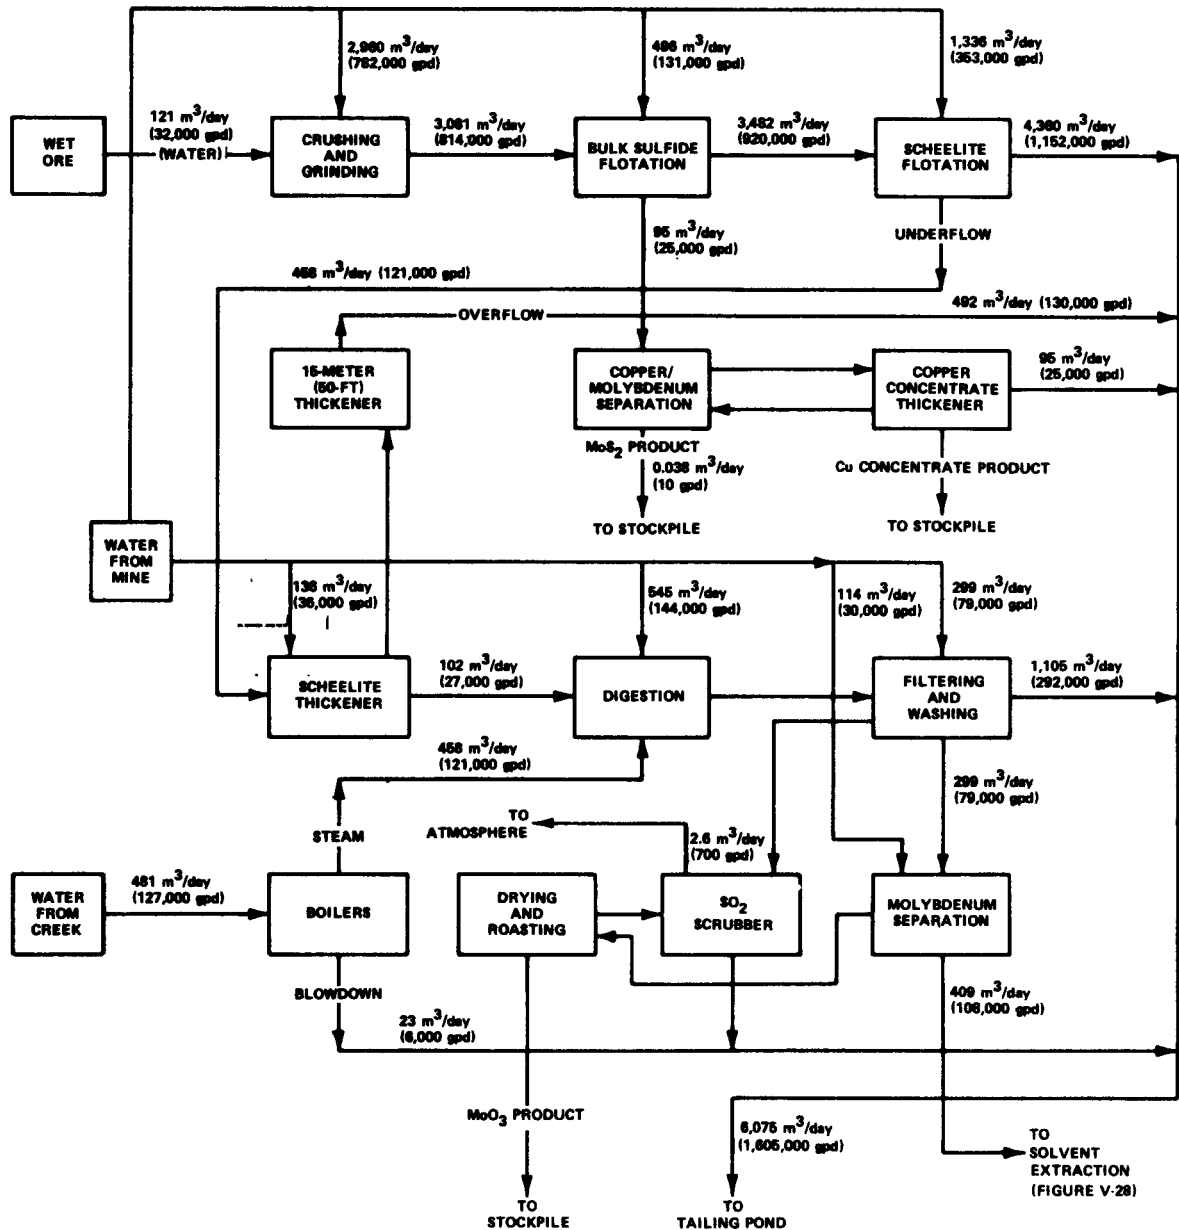 2,960 m³/day
(782,000 gpd)
496 m³/day
(131,000 gpd)
1,336 m³/day
(353,000 gpd)
WET
ORE
121 m³/day
(32,000 gpd)
(WATER)
CRUSHING
AND
GRINDING
3,081 m³/day
(814,000 gpd)
BULK SULFIDE
FLOTATION
3,482 m³/day
(920,000 gpd)
SCHEELITE
FLOTATION
4,360 m³/day
(1,152,000 gpd)
95 m³/day
(25,000 gpd)
UNDERFLOW
458 m³/day (121,000 gpd)
OVERFLOW
492 m³/day (130,000 gpd)
15-METER
(50-FT)
THICKENER
COPPER/
MOLYBDENUM
SEPARATION
COPPER
CONCENTRATE
THICKENER
95 m³/day
(25,000 gpd)
MoS₂ PRODUCT
0.038 m³/day
(10 gpd)
Cu CONCENTRATE PRODUCT
TO STOCKPILE
TO STOCKPILE
WATER
FROM
MINE
136 m³/day
(36,000 gpd)
545 m³/day
(144,000 gpd)
114 m³/day
(30,000 gpd)
299 m³/day
(79,000 gpd)
SCHEELITE
THICKENER
102 m³/day
(27,000 gpd)
DIGESTION
FILTERING
AND
WASHING
1,105 m³/day
(292,000 gpd)
458 m³/day
(121,000 gpd)
299 m³/day
(79,000 gpd)
STEAM
TO
ATMOSPHERE
2.6 m³/day
(700 gpd)
WATER
FROM
CREEK
481 m³/day
(127,000 gpd)
BOILERS
DRYING
AND
ROASTING
SO₂
SCRUBBER
MOLYBDENUM
SEPARATION
BLOWDOWN
23 m³/day
(6,000 gpd)
409 m³/day
(108,000 gpd)
MoO₃ PRODUCT
6,075 m³/day
(1,605,000 gpd)
TO
SOLVENT
EXTRACTION
(FIGURE V-28)
TO
STOCKPILE
TO
TAILING POND